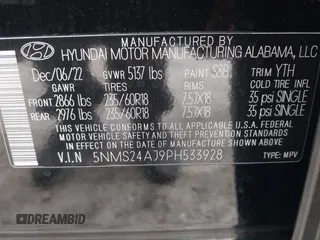 MANUFACTURED BY
HYUNDAI MOTOR MANUFACTURING ALABAMA, LLC
Dec/06/22 GVWR 5137 lbs PAINT S3B TRIM YTH
GAWR TIRES RIMS COLD TIRE INFL
FRONT 2866 lbs 235/60R18 7.5JX18 35 psi SINGLE
REAR 2976 lbs 235/60R18 7.5JX18 35 psi SINGLE
THIS VEHICLE CONFORMS TO ALL APPLICABLE U.S.A. FEDERAL
MOTOR VEHICLE SAFETY, BUMPER, AND THEFT PREVENTION
STANDARDS IN EFFECT ON THE DATE OF MANUFACTURE SHOWN ABOVE.
V.I.N 5NMS24AJ9PH533928 TYPE: MPV
DREAMBID